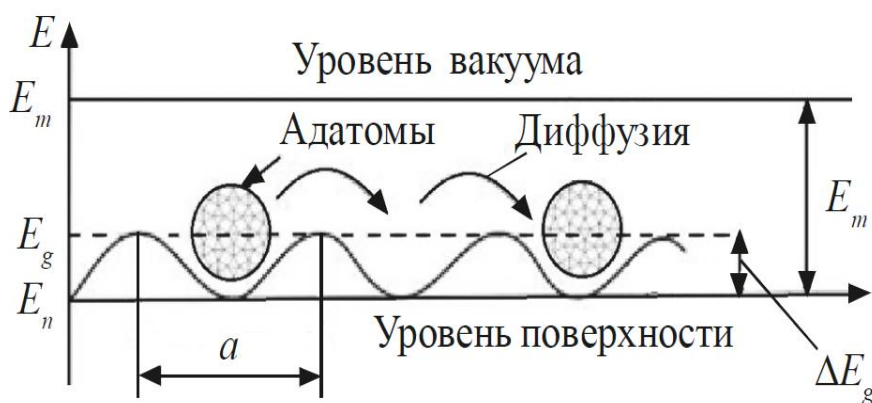 E
Уровень вакуума
E_m
Адатомы
Диффузия
E_m
E_g
E_n
Уровень поверхности
a
ΔE_g